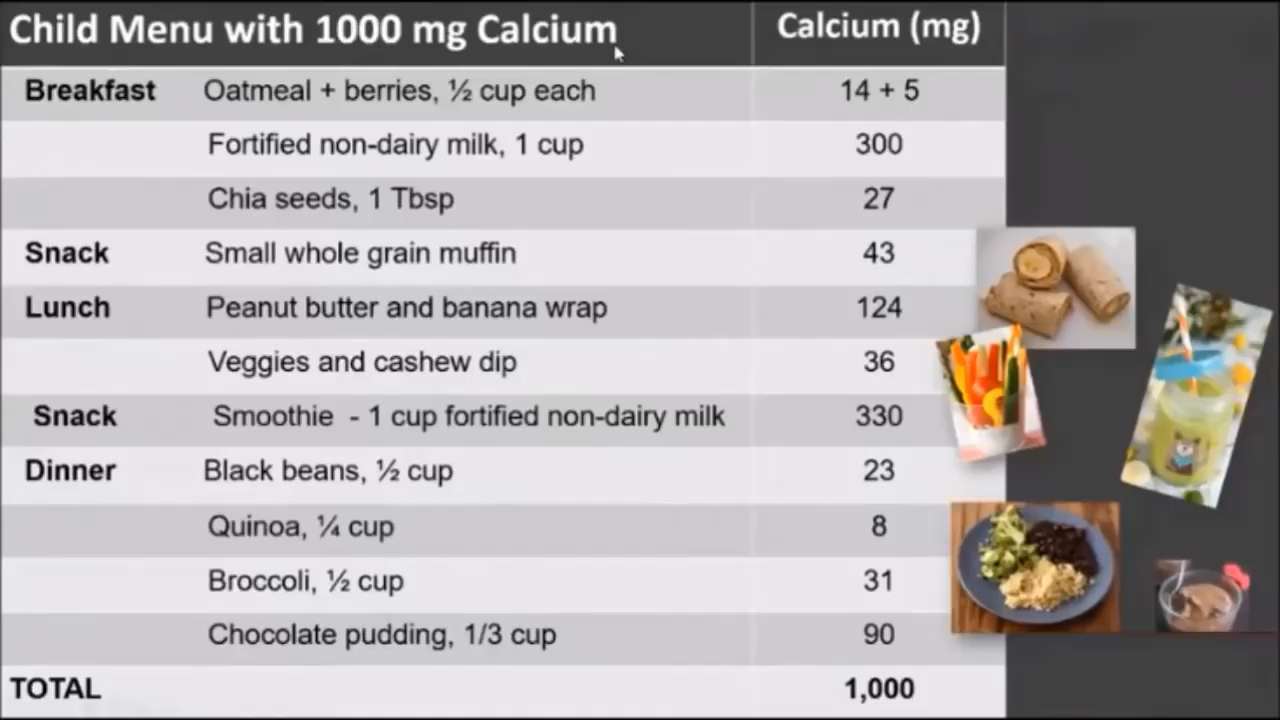 Child Menu with 1000 mg Calcium Calcium (mg)
Breakfast Oatmeal + berries, ½ cup each 14 + 5
Fortified non-dairy milk, 1 cup 300
Chia seeds, 1 Tbsp 27
Snack Small whole grain muffin 43
Lunch Peanut butter and banana wrap 124
Veggies and cashew dip 36
Snack Smoothie - 1 cup fortified non-dairy milk 330
Dinner Black beans, ½ cup 23
Quinoa, ¼ cup 8
Broccoli, ½ cup 31
Chocolate pudding, 1/3 cup 90
TOTAL 1,000